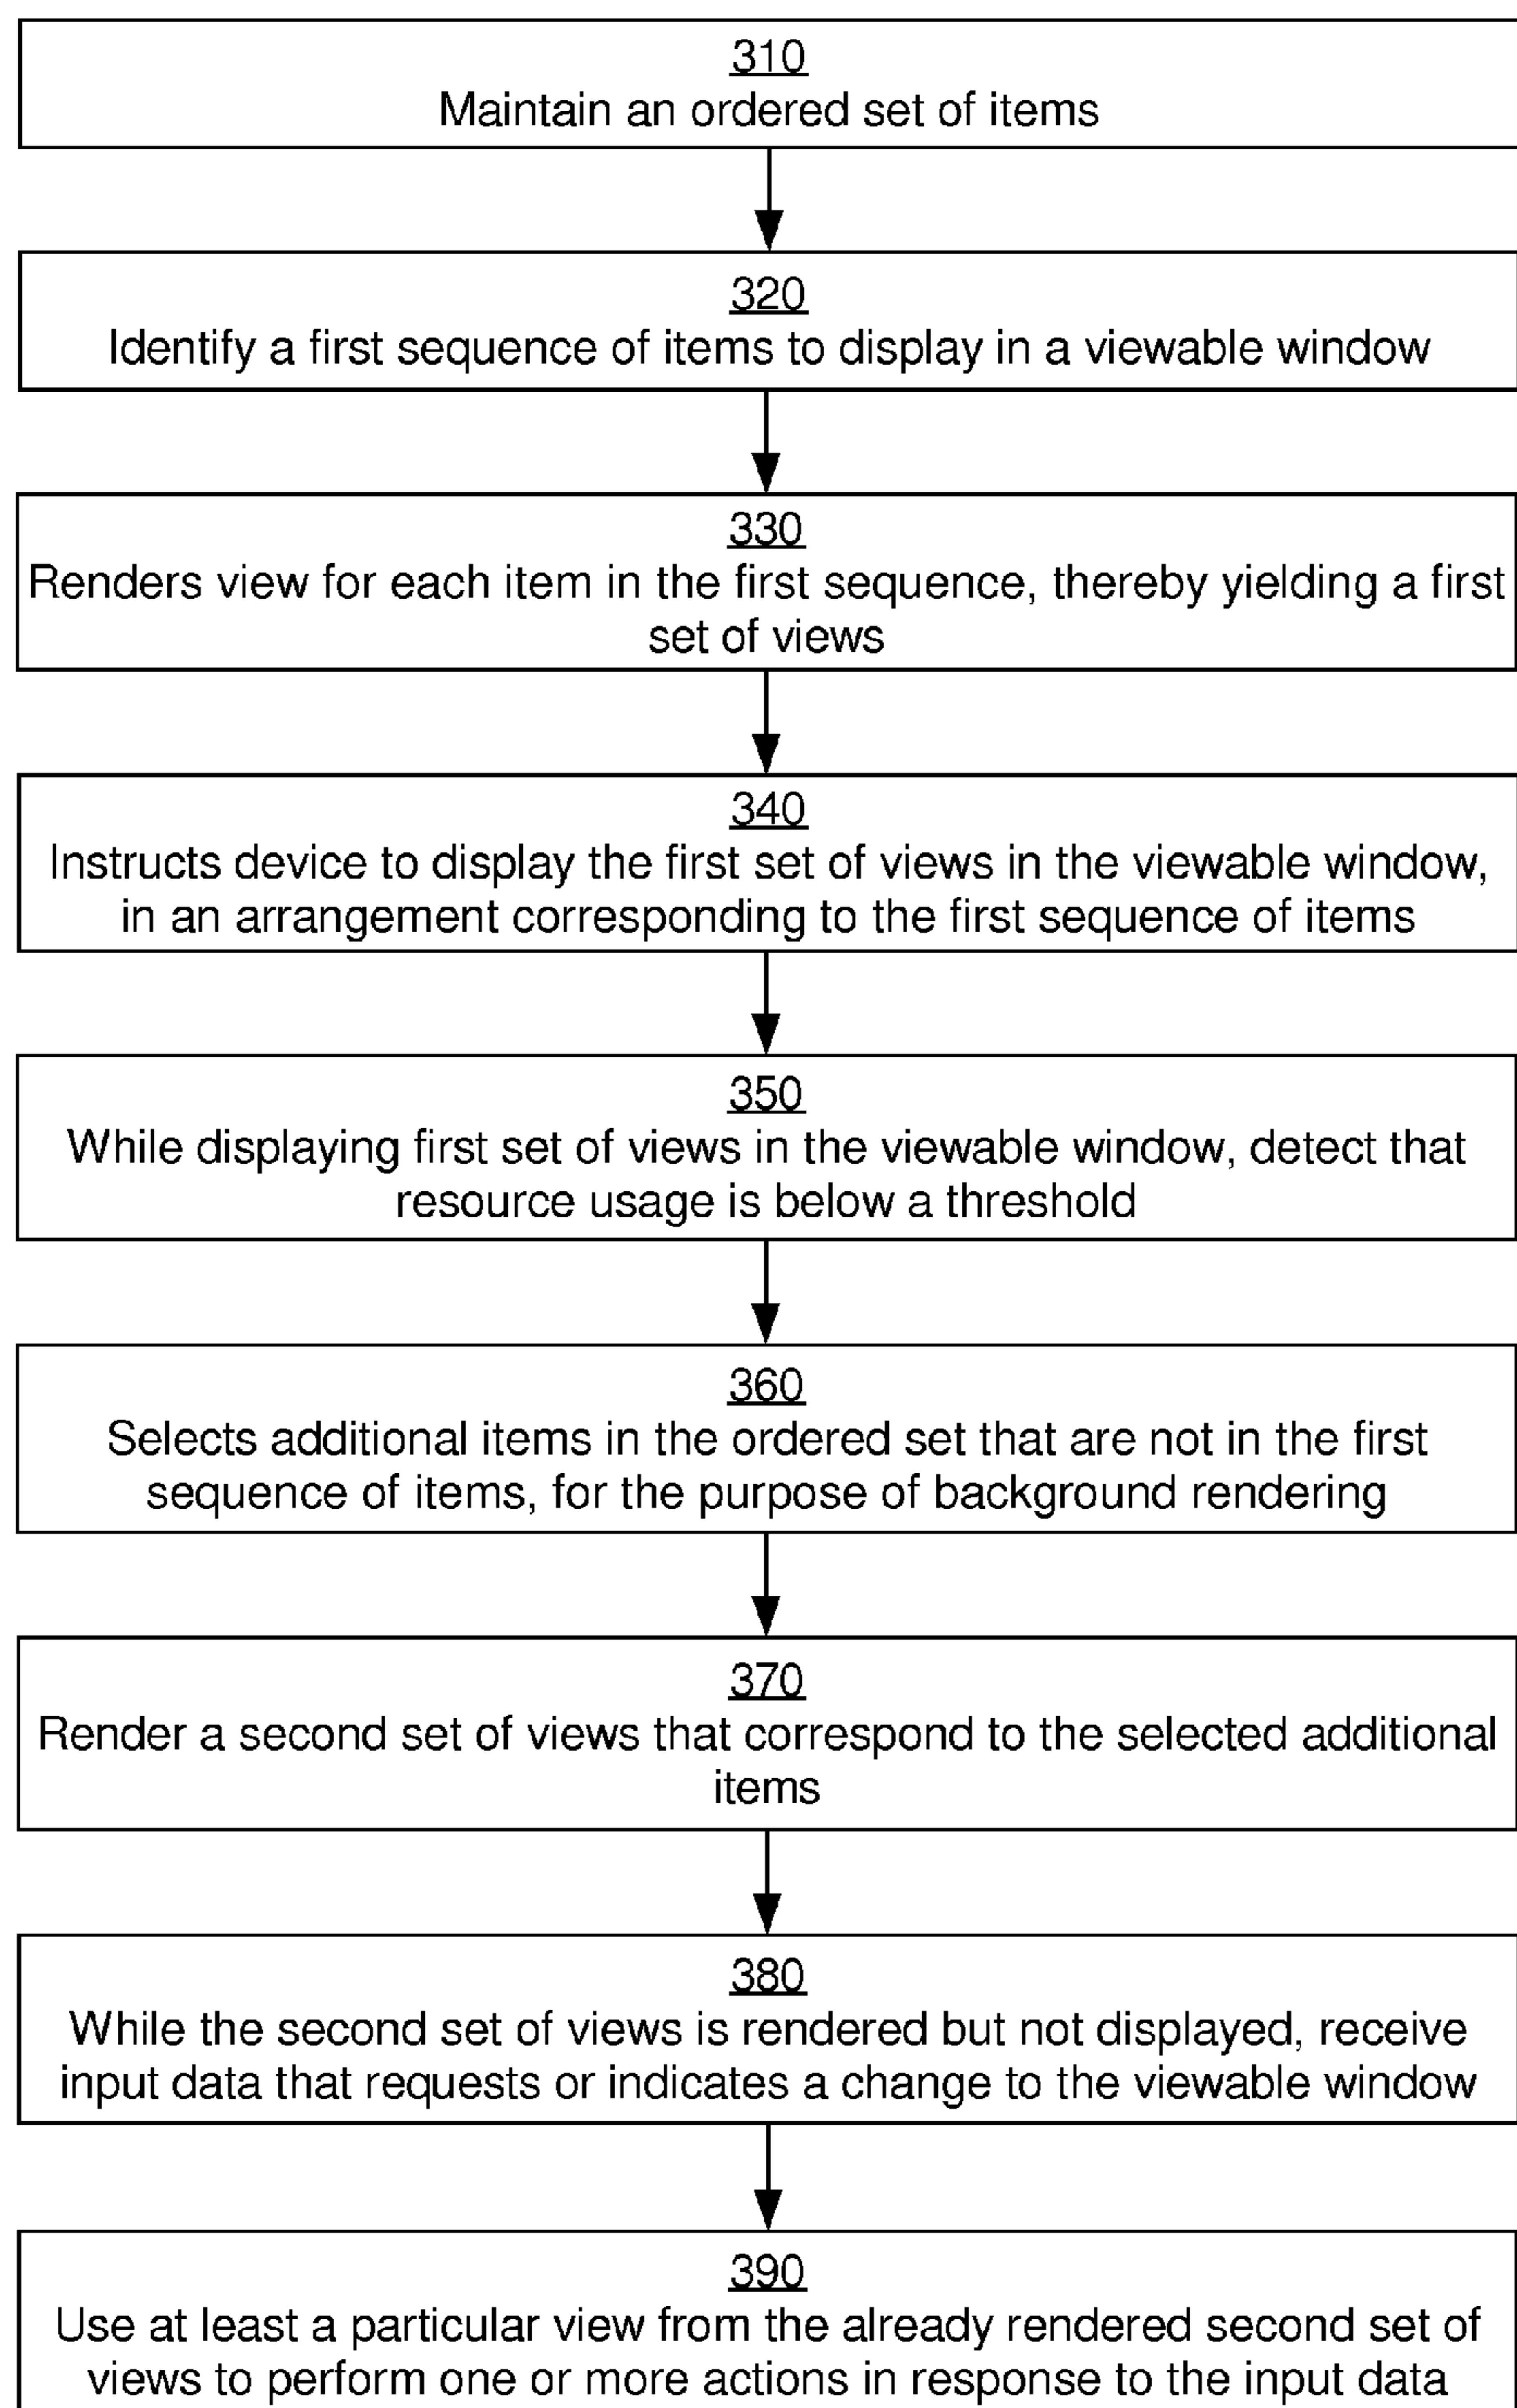 310
Maintain an ordered set of items
320
Identify a first sequence of items to display in a viewable window
330
Renders view for each item in the first sequence, thereby yielding a first
set of views
340
Instructs device to display the first set of views in the viewable window,
in an arrangement corresponding to the first sequence of items
350
While displaying first set of views in the viewable window, detect that
resource usage is below a threshold
360
Selects additional items in the ordered set that are not in the first
sequence of items, for the purpose of background rendering
370
Render a second set of views that correspond to the selected additional
items
380
While the second set of views is rendered but not displayed, receive
input data that requests or indicates a change to the viewable window
390
Use at least a particular view from the already rendered second set of
views to perform one or more actions in response to the input data